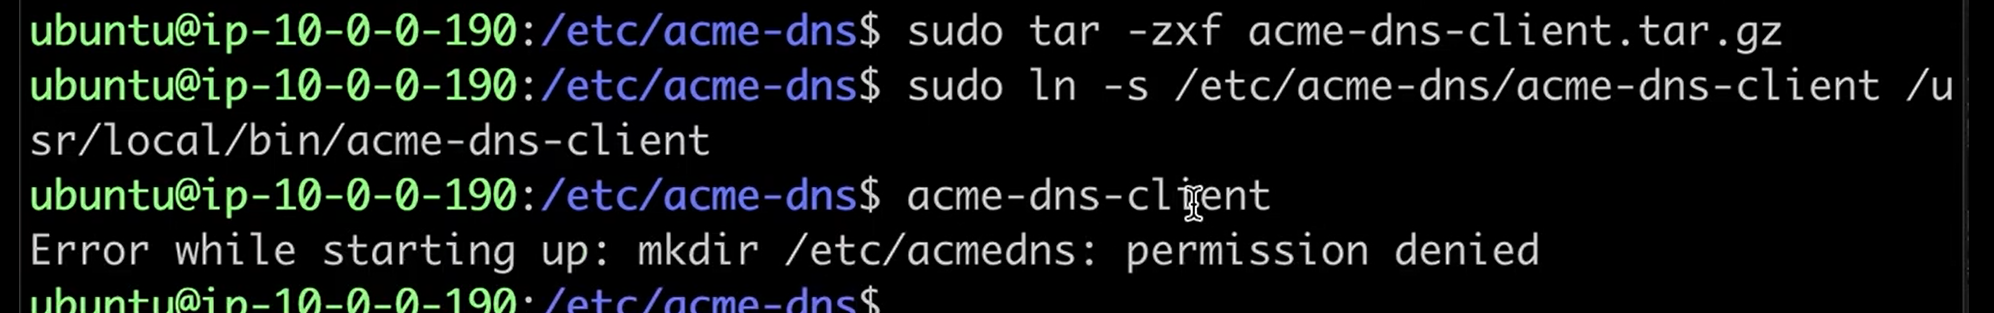 ubuntu@ip-10-0-0-190:/etc/acme-dns$ sudo tar -zxf acme-dns-client.tar.gz
ubuntu@ip-10-0-0-190:/etc/acme-dns$ sudo ln -s /etc/acme-dns/acme-dns-client /u
sr/local/bin/acme-dns-client
ubuntu@ip-10-0-0-190:/etc/acme-dns$ acme-dns-client
Error while starting up: mkdir /etc/acmedns: permission denied
ubuntu@ip-10-0-0-190:/etc/acme-dns$